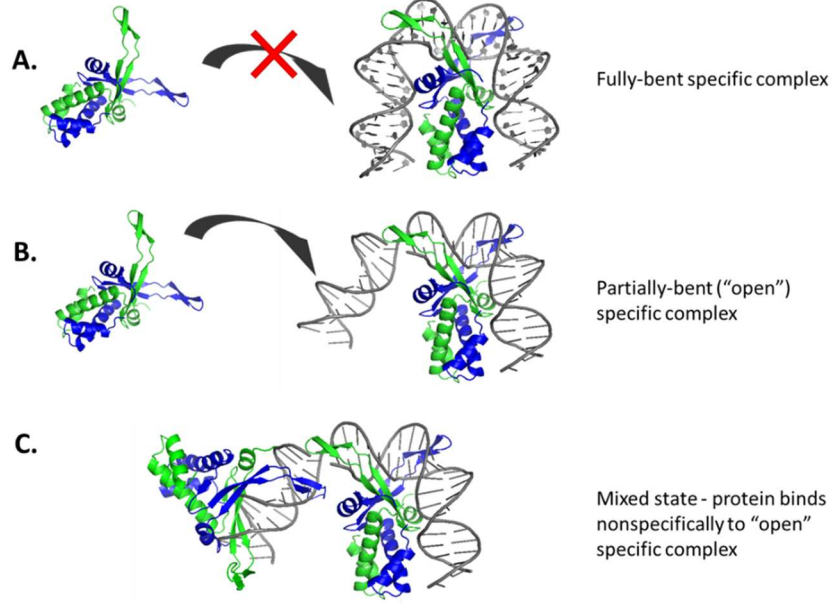 A.
Fully-bent specific complex
B.
Partially-bent (“open”)
specific complex
C.
Mixed state - protein binds
nonspecifically to “open”
specific complex